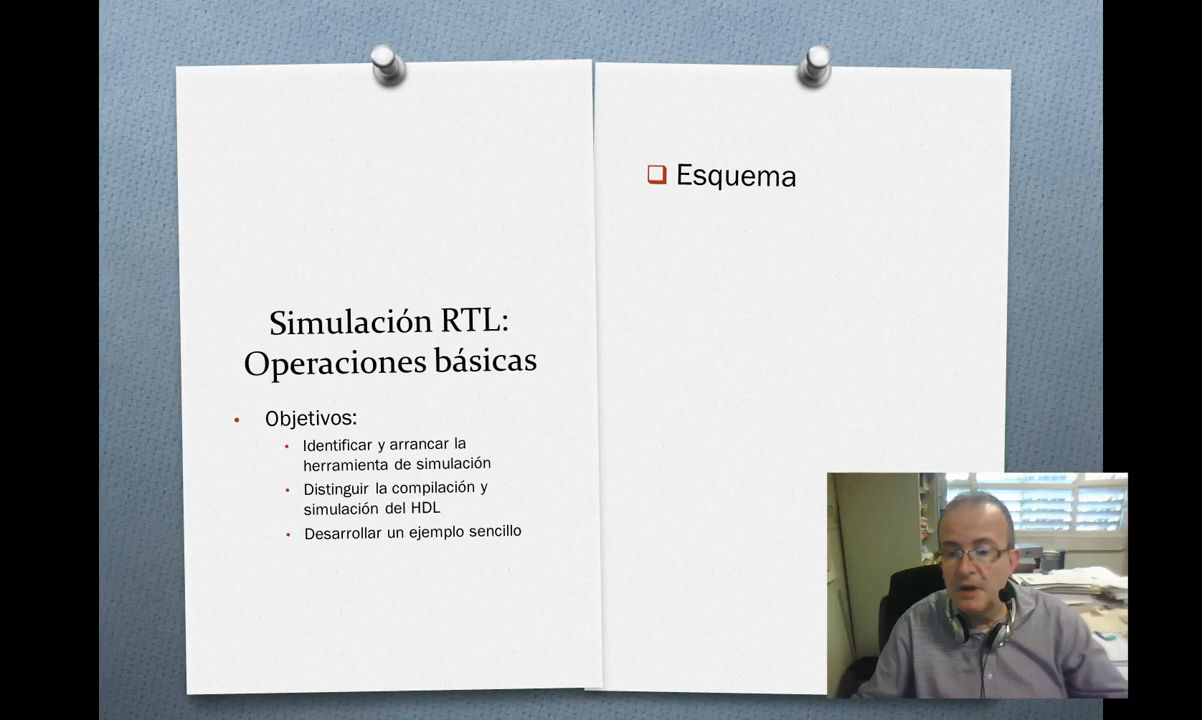 Simulación RTL:
Operaciones básicas
Objetivos:
Identificar y arrancar la
herramienta de simulación
Distinguir la compilación y
simulación del HDL
Desarrollar un ejemplo sencillo
Esquema